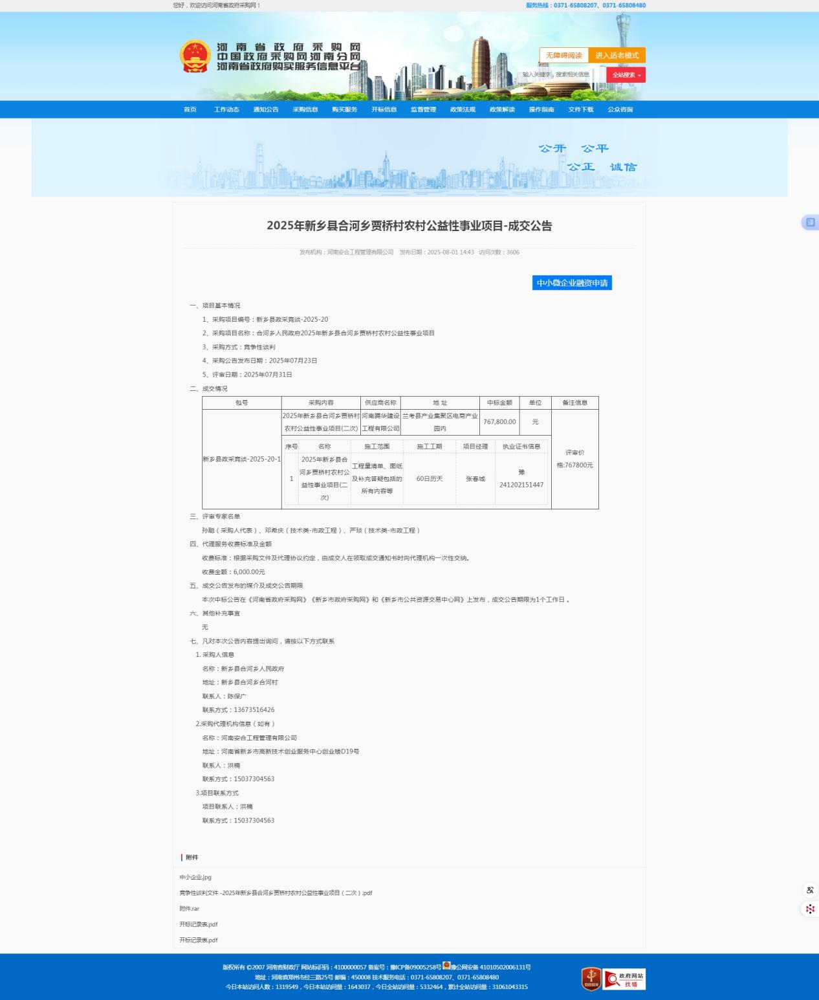 您好，欢迎访问河南省政府采购网！
服务热线：0371-65808207、0371-65808480
河南省政府采购网
中国政府采购网河南分网
河南省政府购买服务信息平台
无障碍阅读 进入适老模式
输入关键字，搜索相关信息 全站搜索
首页 工作动态 通知公告 采购信息 购买服务 开标信息 监督管理 政策法规 政策解读 操作指南 文件下载 公众咨询
公开 公平
公正 诚信
2025年新乡县合河乡贾桥村农村公益性事业项目-成交公告
发布机构：河南安合工程管理有限公司 发布日期：2025-08-01 14:43 访问次数：3606
中小微企业融资申请
一、项目基本情况
1、采购项目编号：新乡县政采竞谈-2025-20
2、采购项目名称：合河乡人民政府2025年新乡县合河乡贾桥村农村公益性事业项目
3、采购方式：竞争性谈判
4、采购公告发布日期：2025年07月23日
5、评审日期：2025年07月31日
二、成交情况
包号 采购内容 供应商名称 地 址 中标金额 单位 备注信息
新乡县政采竞谈-2025-20-1
2025年新乡县合河乡贾桥村
农村公益性事业项目(二次)
河南腾华建设
工程有限公司
兰考县产业集聚区电商产业
园内
767,800.00 元
序号 名称 施工范围 施工工期 项目经理 执业证书信息
1
2025年新乡县合
河乡贾桥村农村公
益性事业项目(二
次)
工程量清单、图纸
及补充答疑包括的
所有内容等
60日历天
张春城
豫
241202151447
评审价
格:767800元
三、评审专家名单
孙聪（采购人代表）、邓希庆（技术类-市政工程）、严琰（技术类-市政工程）
四、代理服务收费标准及金额
收费标准：根据采购文件及代理协议约定，由成交人在领取成交通知书时向代理机构一次性交纳。
收费金额：6,000.00元
五、成交公告发布的媒介及成交公告期限
本次中标公告在《河南省政府采购网》《新乡市政府采购网》和《新乡市公共资源交易中心网》上发布，成交公告期限为1个工作日 。
六、其他补充事宜
无
七、凡对本次公告内容提出询问，请按以下方式联系
1. 采购人信息
名称：新乡县合河乡人民政府
地址：新乡县合河乡合河村
联系人：陈保广
联系方式：13673516426
2.采购代理机构信息（如有）
名称：河南安合工程管理有限公司
地址：河南省新乡市高新技术创业服务中心创业楼D19号
联系人：洪楠
联系方式：15037304563
3.项目联系方式
项目联系人：洪楠
联系方式：15037304563
附件
中小企业.jpg
竞争性谈判文件 -2025年新乡县合河乡贾桥村农村公益性事业项目（二次）.pdf
附件.rar
开标记录表.pdf
开标记录表.pdf
版权所有 ©2007 河南省财政厅 网站标识码：4100000057 备案号：豫ICP备09005258号 豫公网安备 41010502006131号
地址：河南省郑州市经三路25号 邮编：450008 技术服务电话：0371-65808207、0371-65808480
今日本站访问人数：1319549，今日本站访问量：1643037，今日全站访问量：5332464，累计全站访问量：31061043315
党政机关
政府网站
找错
译